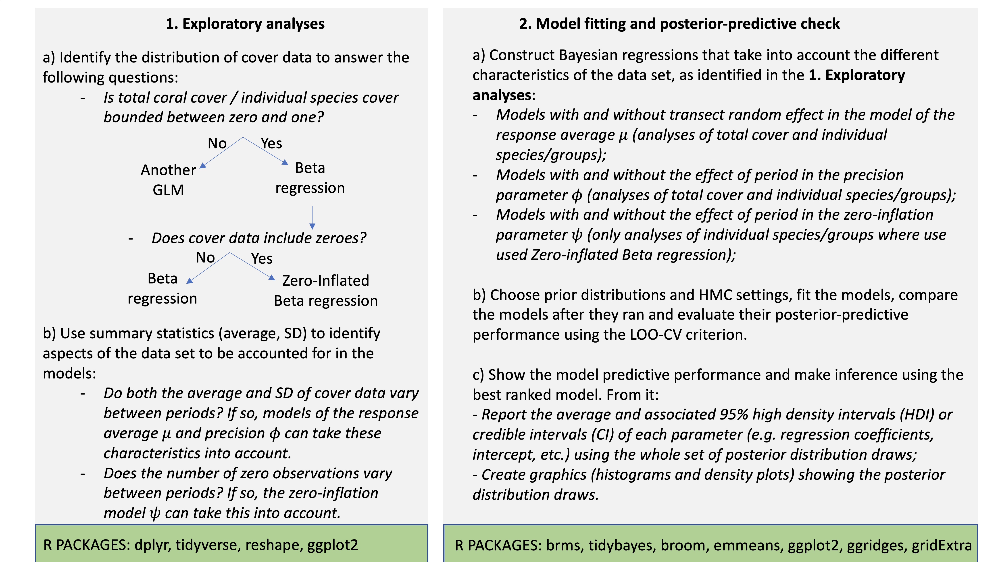 1. Exploratory analyses
a) Identify the distribution of cover data to answer the
following questions:
- Is total coral cover / individual species cover
bounded between zero and one?
No Yes
Another
GLM
Beta
regression
- Does cover data include zeroes?
No Yes
Beta
regression
Zero-Inflated
Beta regression
b) Use summary statistics (average, SD) to identify
aspects of the data set to be accounted for in the
models:
- Do both the average and SD of cover data vary
between periods? If so, models of the response
average μ and precision ϕ can take these
characteristics into account.
- Does the number of zero observations vary
between periods? If so, the zero-inflation
model ψ can take this into account.
R PACKAGES: dplyr, tidyverse, reshape, ggplot2
2. Model fitting and posterior-predictive check
a) Construct Bayesian regressions that take into account the different
characteristics of the data set, as identified in the 1. Exploratory
analyses:
- Models with and without transect random effect in the model of the
response average μ (analyses of total cover and individual
species/groups);
- Models with and without the effect of period in the precision
parameter ϕ (analyses of total cover and individual species/groups);
- Models with and without the effect of period in the zero-inflation
parameter ψ (only analyses of individual species/groups where use
used Zero-inflated Beta regression);
b) Choose prior distributions and HMC settings, fit the models, compare
the models after they ran and evaluate their posterior-predictive
performance using the LOO-CV criterion.
c) Show the model predictive performance and make inference using the
best ranked model. From it:
- Report the average and associated 95% high density intervals (HDI) or
credible intervals (CI) of each parameter (e.g. regression coefficients,
intercept, etc.) using the whole set of posterior distribution draws;
- Create graphics (histograms and density plots) showing the posterior
distribution draws.
R PACKAGES: brms, tidybayes, broom, emmeans, ggplot2, ggridges, gridExtra